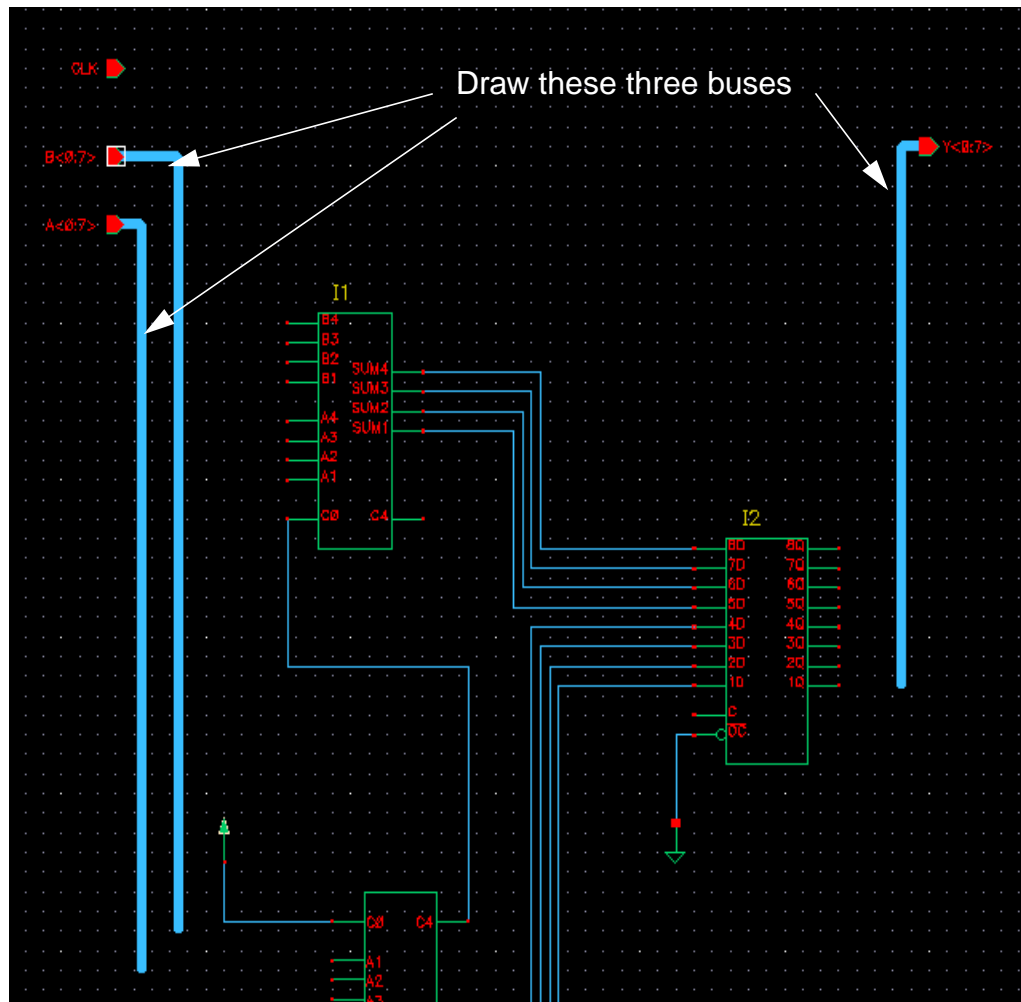 CLK
Draw these three buses
B<0:7>
Y<0:7>
A<0:7>
I1
B4
B3
B2
B1
SUM4
SUM3
SUM2
SUM1
A4
A3
A2
A1
C0 C4
I2
8D 8Q
7D 7Q
6D 6Q
5D 5Q
4D 4Q
3D 3Q
2D 2Q
1D 1Q
C
OC
C0 C4
A1
A2
A3